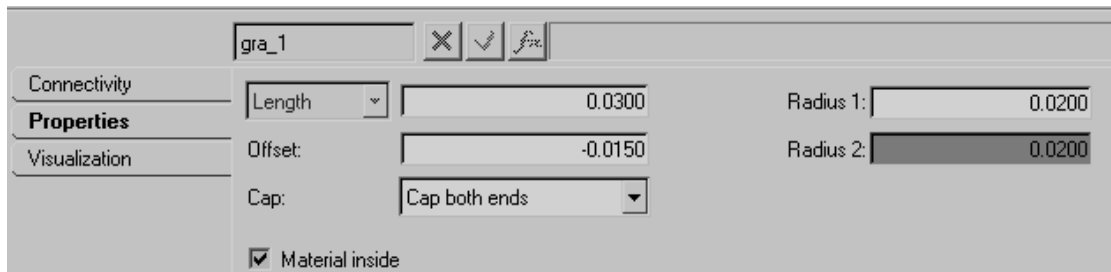 gra_1
Connectivity
Properties
Visualization
Length 0.0300 Radius 1: 0.0200
Offset: -0.0150 Radius 2: 0.0200
Cap: Cap both ends
Material inside